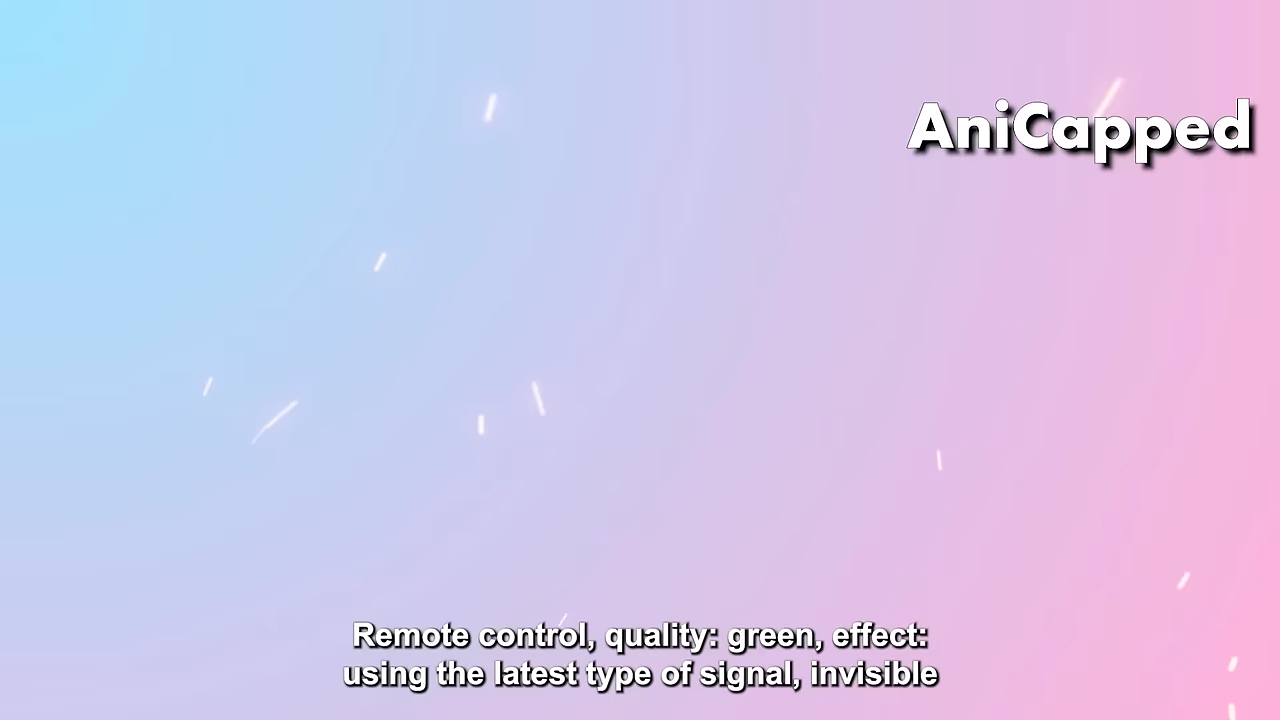 AniCapped
Remote control, quality: green, effect:
using the latest type of signal, invisible